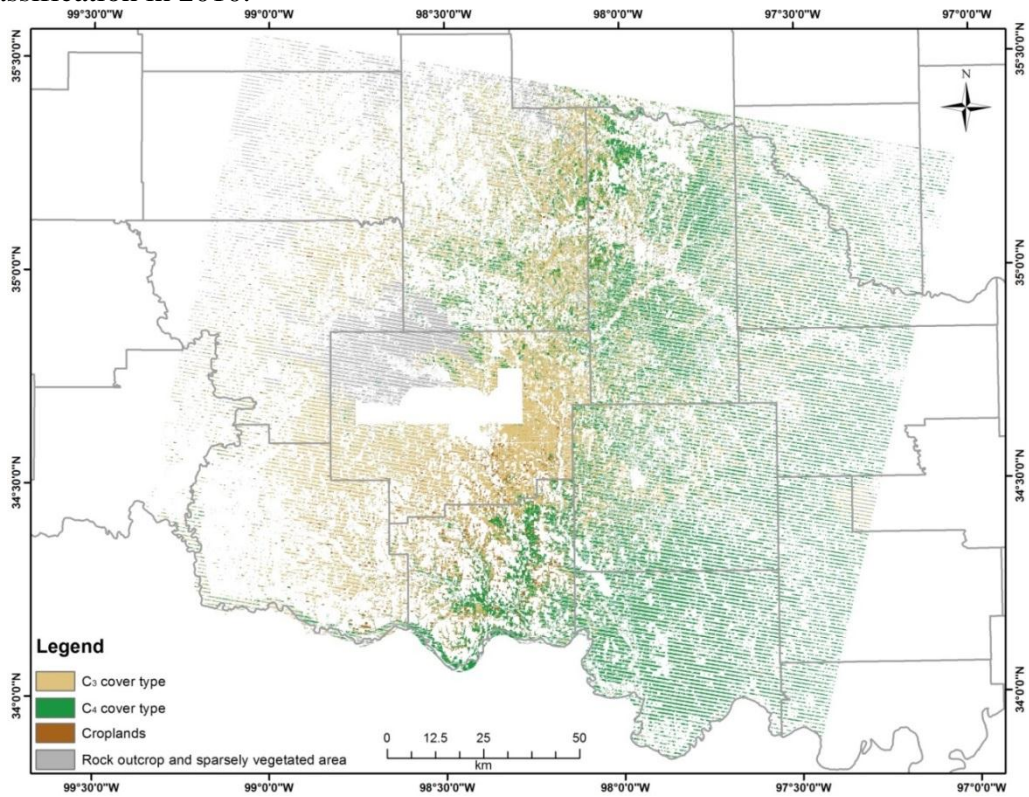 assification in 2010.
99°30'0"W 99°0'0"W 98°30'0"W 98°0'0"W 97°30'0"W 97°0'0"W
35°30'0"N 35°30'0"N
N
35°0'0"N 35°0'0"N
34°30'0"N 34°30'0"N
34°0'0"N 34°0'0"N
Legend
C3 cover type
C4 cover type
Croplands
Rock outcrop and sparsely vegetated area
0 12.5 25 50
km
99°30'0"W 99°0'0"W 98°30'0"W 98°0'0"W 97°30'0"W 97°0'0"W